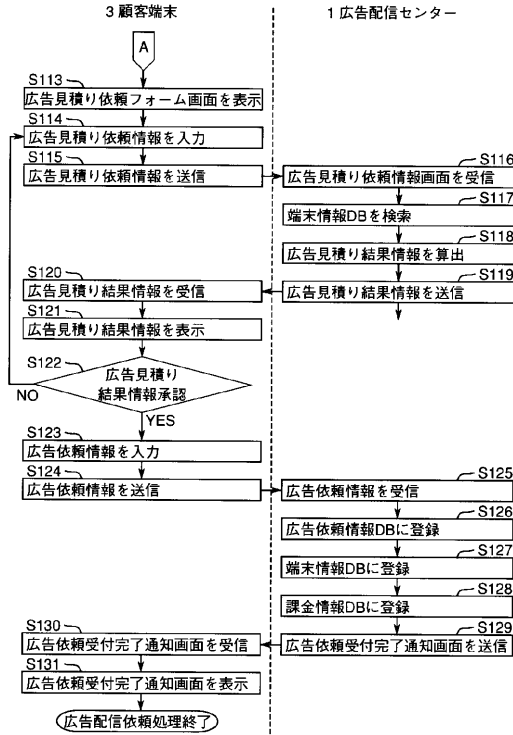 3 顧客端末
1 広告配信センター
A
S113
広告見積り依頼フォーム画面を表示
S114
広告見積り依頼情報を入力
S115
広告見積り依頼情報を送信
S116
広告見積り依頼情報画面を受信
S117
端末情報DBを検索
S118
広告見積り結果情報を算出
S119
広告見積り結果情報を送信
S120
広告見積り結果情報を受信
S121
広告見積り結果情報を表示
S122
広告見積り
結果情報承認
NO
YES
S123
広告依頼情報を入力
S124
広告依頼情報を送信
S125
広告依頼情報を受信
S126
広告依頼情報DBに登録
S127
端末情報DBに登録
S128
課金情報DBに登録
S129
広告依頼受付完了通知画面を送信
S130
広告依頼受付完了通知画面を受信
S131
広告依頼受付完了通知画面を表示
広告配信依頼処理終了